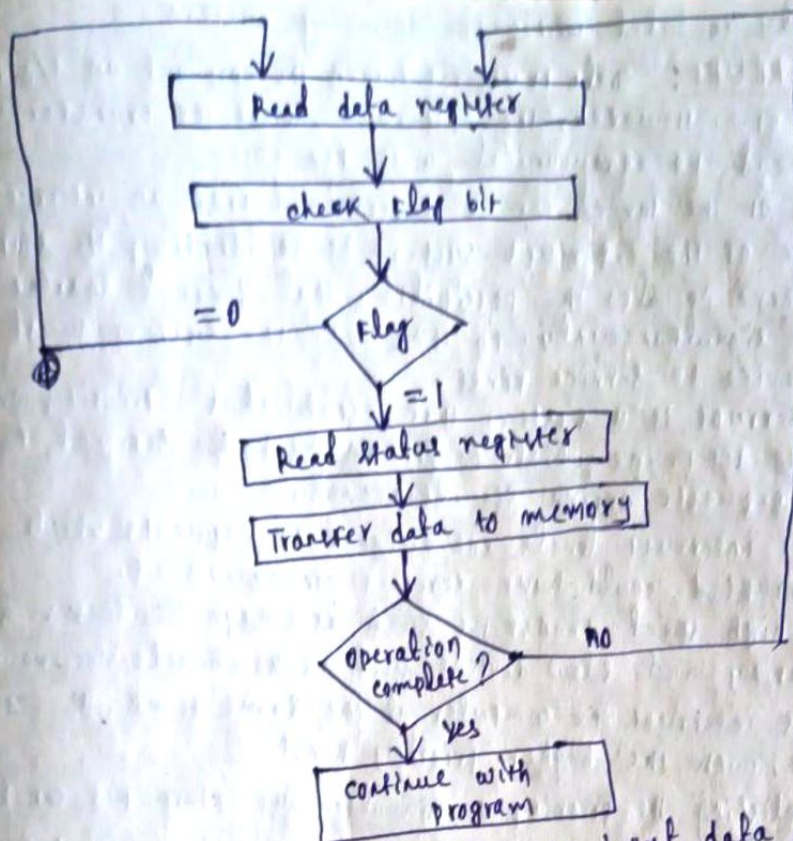 Read data register
check Flag bit
Flag
=0
=1
Read status register
Transfer data to memory
operation
complete?
no
yes
continue with
program
data